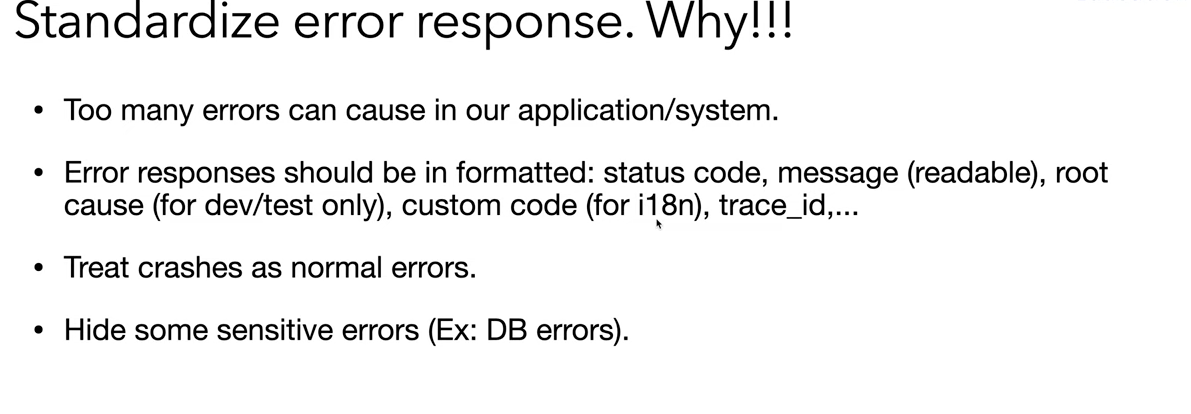 Standardize error response. Why!!!
• Too many errors can cause in our application/system.
• Error responses should be in formatted: status code, message (readable), root
cause (for dev/test only), custom code (for i18n), trace_id,...
• Treat crashes as normal errors.
• Hide some sensitive errors (Ex: DB errors).